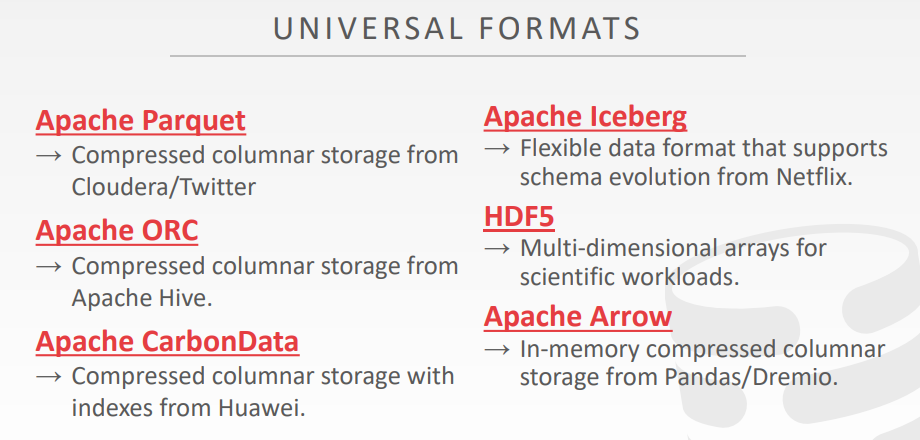 UNIVERSAL FORMATS
Apache Parquet
→ Compressed columnar storage from
Cloudera/Twitter
Apache ORC
→ Compressed columnar storage from
Apache Hive.
Apache CarbonData
→ Compressed columnar storage with
indexes from Huawei.
Apache Iceberg
→ Flexible data format that supports
schema evolution from Netflix.
HDF5
→ Multi-dimensional arrays for
scientific workloads.
Apache Arrow
→ In-memory compressed columnar
storage from Pandas/Dremio.